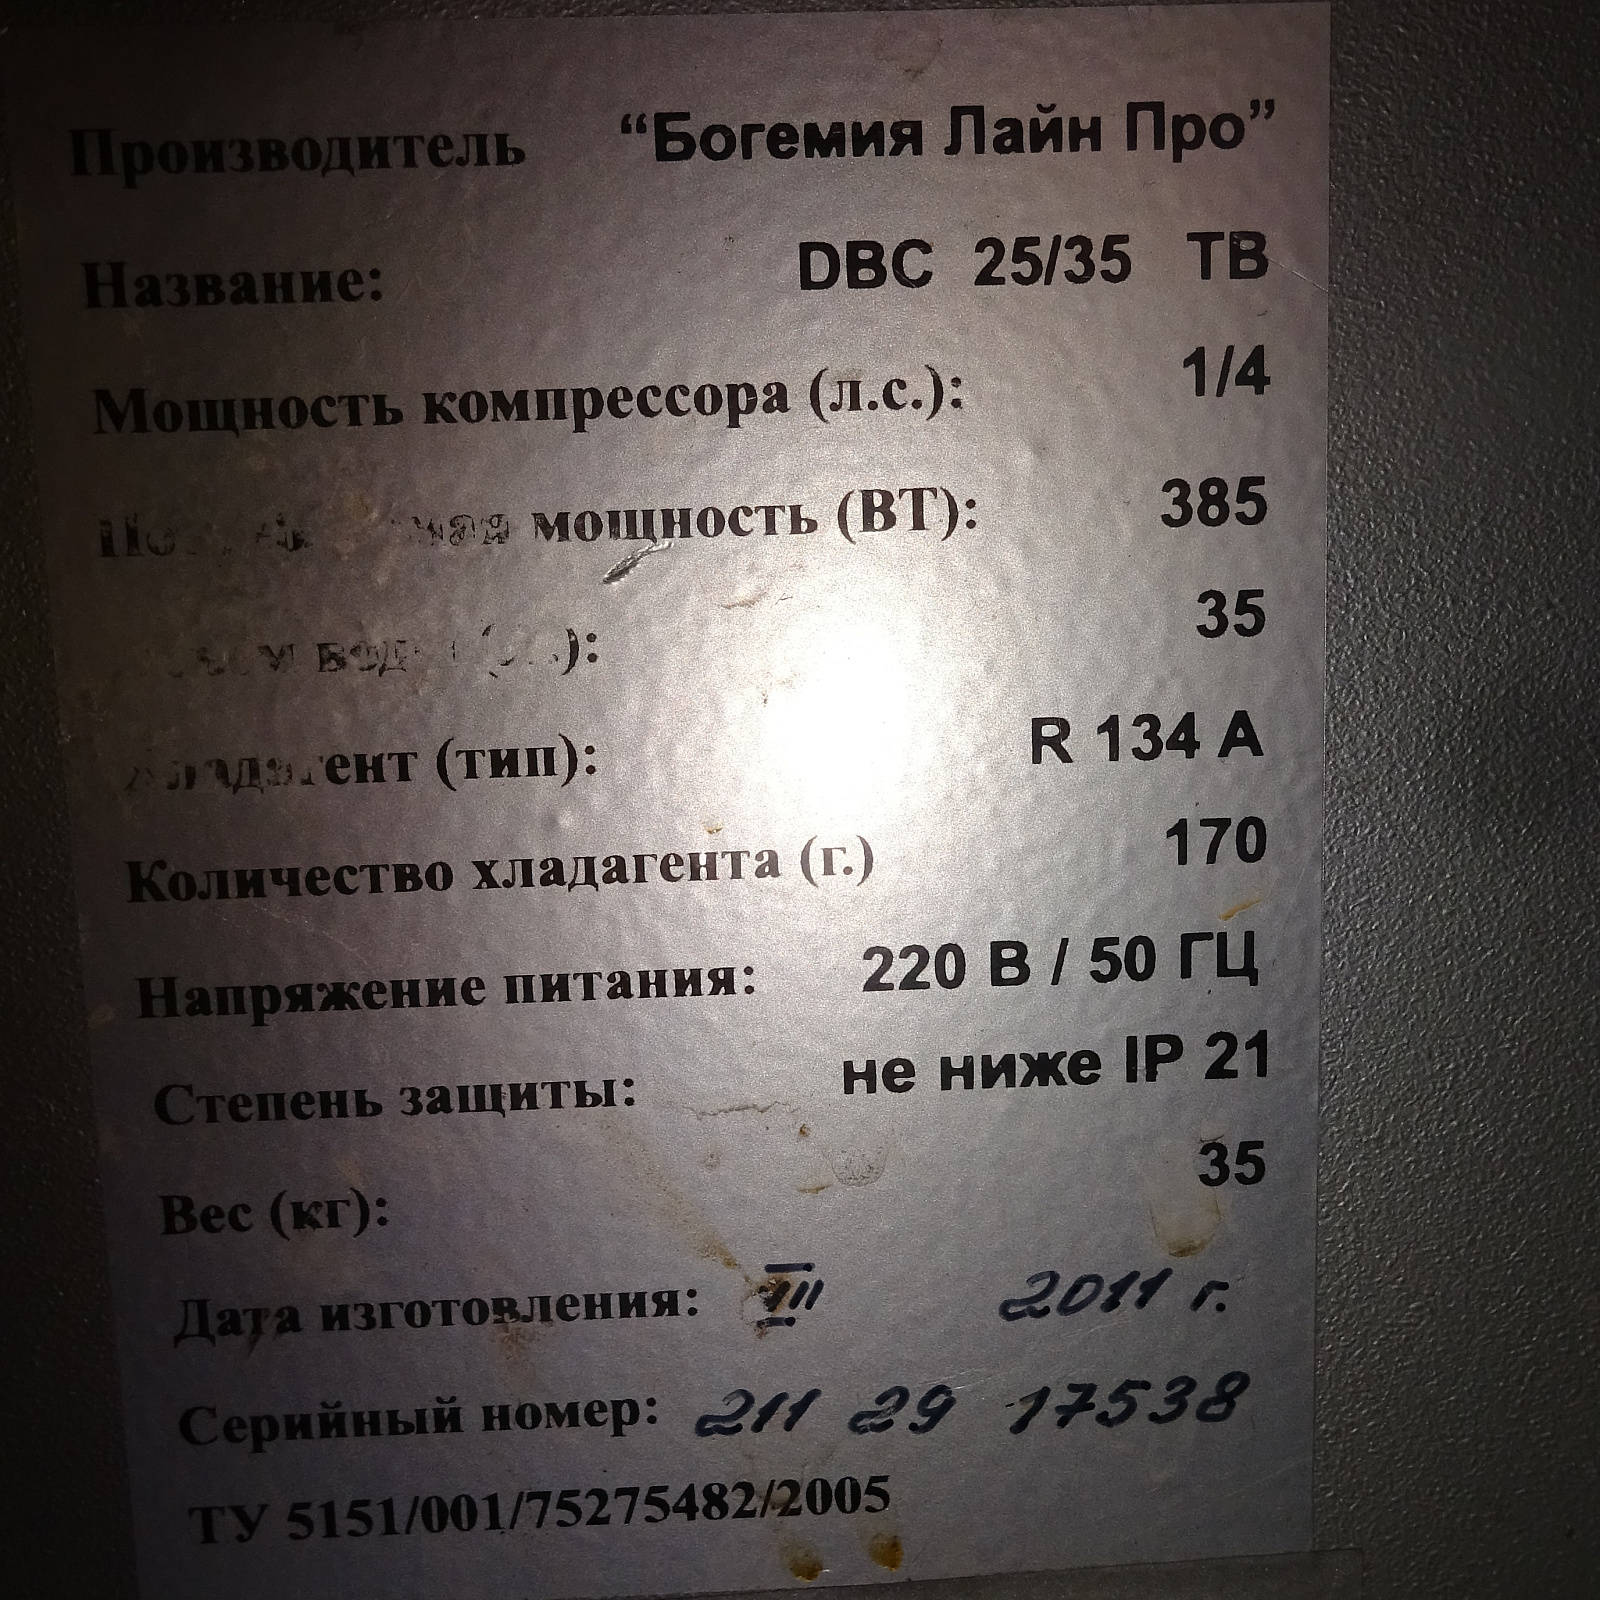 Производитель “Богемия Лайн Про”
Название: DBC 25/35 ТВ
Мощность компрессора (л.с.): 1/4
мощность (ВТ): 385
35
(тип): R 134 A
Количество хладагента (г.) 170
Напряжение питания: 220 В / 50 ГЦ
Степень защиты: не ниже IP 21
Вес (кг): 35
Дата изготовления: III 2011 г.
Серийный номер: 211 29 17538
ТУ 5151/001/75275482/2005